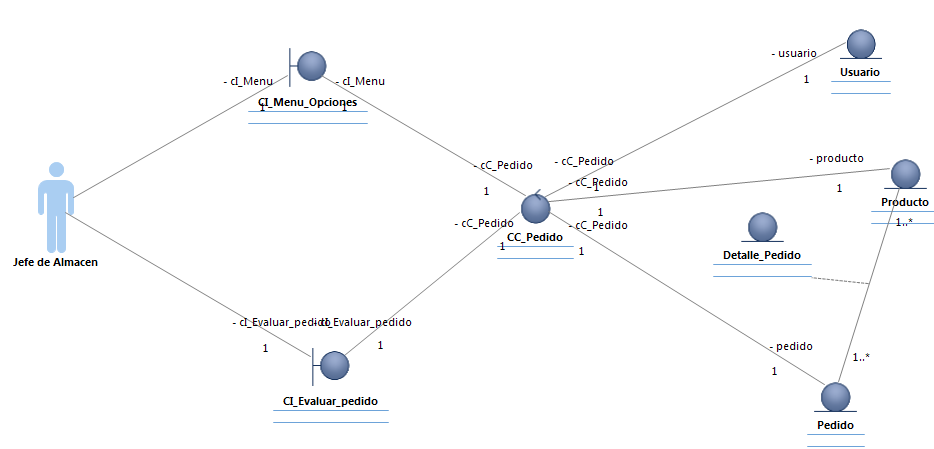 - usuario
1
Usuario
- cI_Menu
- cI_Menu
CI_Menu_Opciones
1
1
- cC_Pedido
1
- cC_Pedido
1
- cC_Pedido
1
- producto
1
Producto
1..*
- cC_Pedido
1
- cC_Pedido
1
CC_Pedido
Detalle_Pedido
Jefe de Almacen
- cI_Evaluar_pedido
1
- cI_Evaluar_pedido
1
CI_Evaluar_pedido
- pedido
1
1..*
Pedido